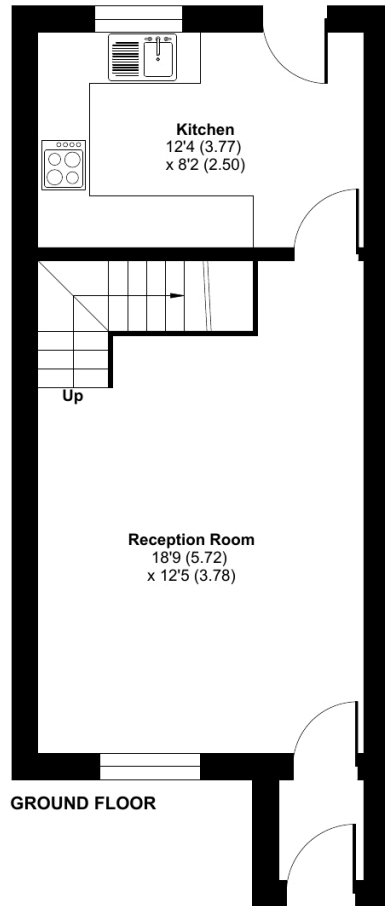 Kitchen
12'4 (3.77)
x 8'2 (2.50)
Up
Reception Room
18'9 (5.72)
x 12'5 (3.78)
GROUND FLOOR